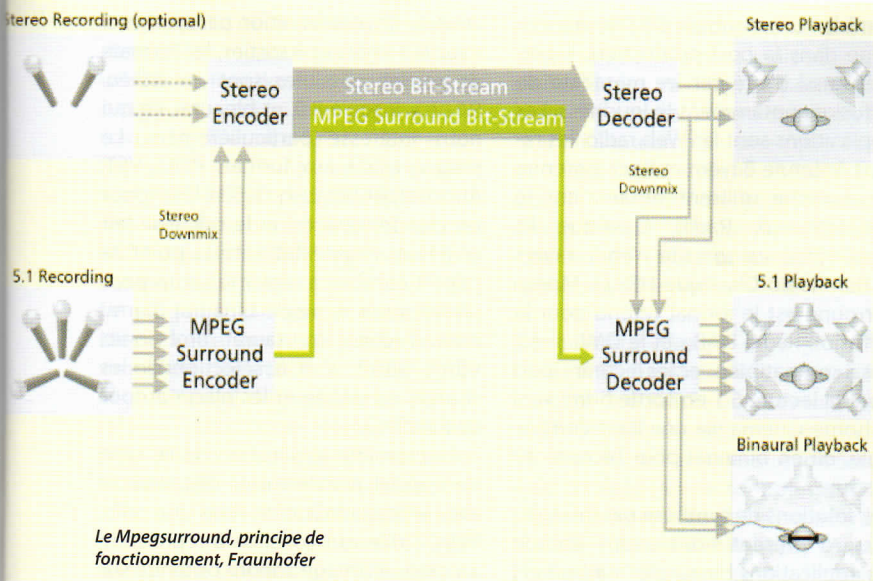 Stereo Recording (optional)
Stereo Playback
Stereo
Encoder
Stereo Bit-Stream
MPEG Surround Bit-Stream
Stereo
Decoder
Stereo
Downmix
Stereo
Downmix
5.1 Recording
5.1 Playback
MPEG
Surround
Encoder
MPEG
Surround
Decoder
Binaural Playback
Le Mpegsurround, principe de
fonctionnement, Fraunhofer